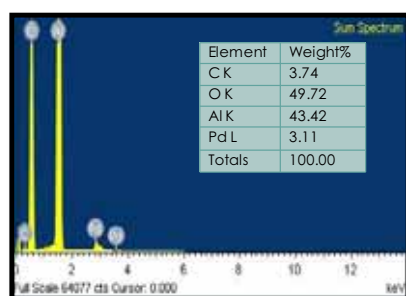 Sum Spectrum
Element Weight%
C K 3.74
O K 49.72
Al K 43.42
Pd L 3.11
Totals 100.00
0 2 4 6 8 10 12
Full Scale 64077 cts Cursor: 0.000 keV